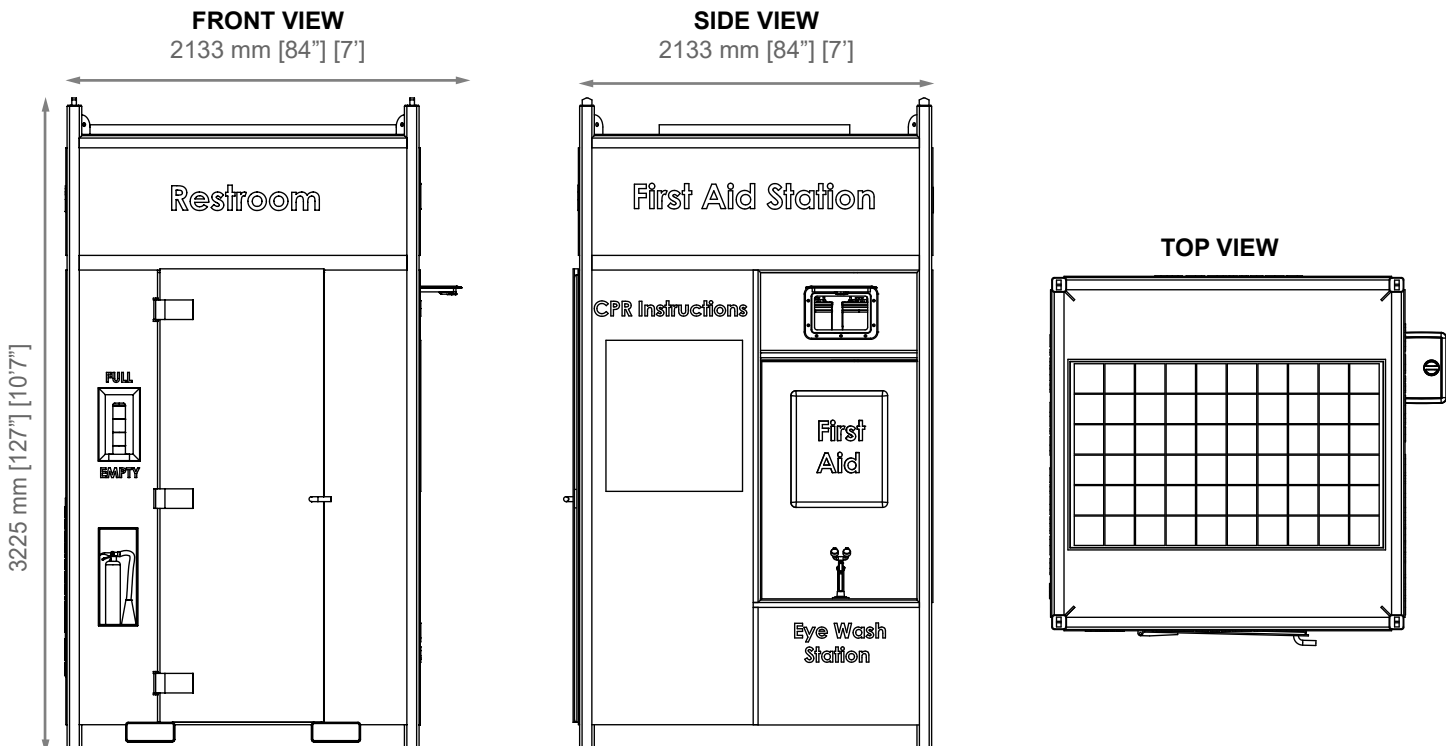 FRONT VIEW
2133 mm [84”] [7’]
SIDE VIEW
2133 mm [84”] [7’]
3225 mm [127”] [10’7”]
Restroom
FULL
EMPTY
First Aid Station
CPR Instructions
First
Aid
Eye Wash
Station
TOP VIEW